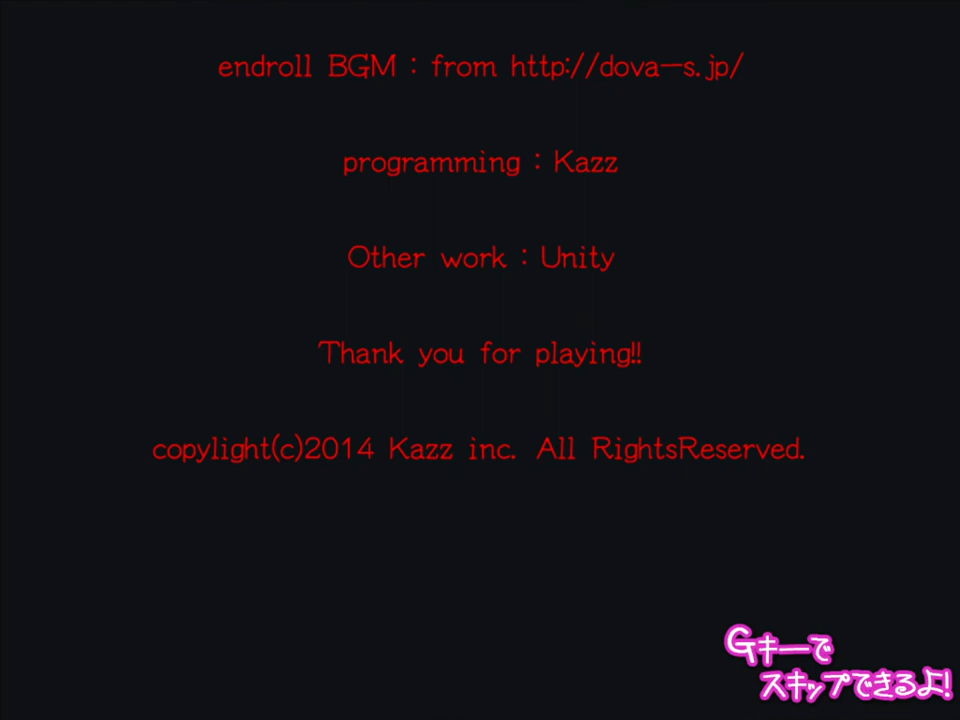 endroll BGM : from http://dova-s.jp/
programming : Kazz
Other work : Unity
Thank you for playing!!
copylight(c)2014 Kazz inc. All RightsReserved.
Gキーで
スキップできるよ!